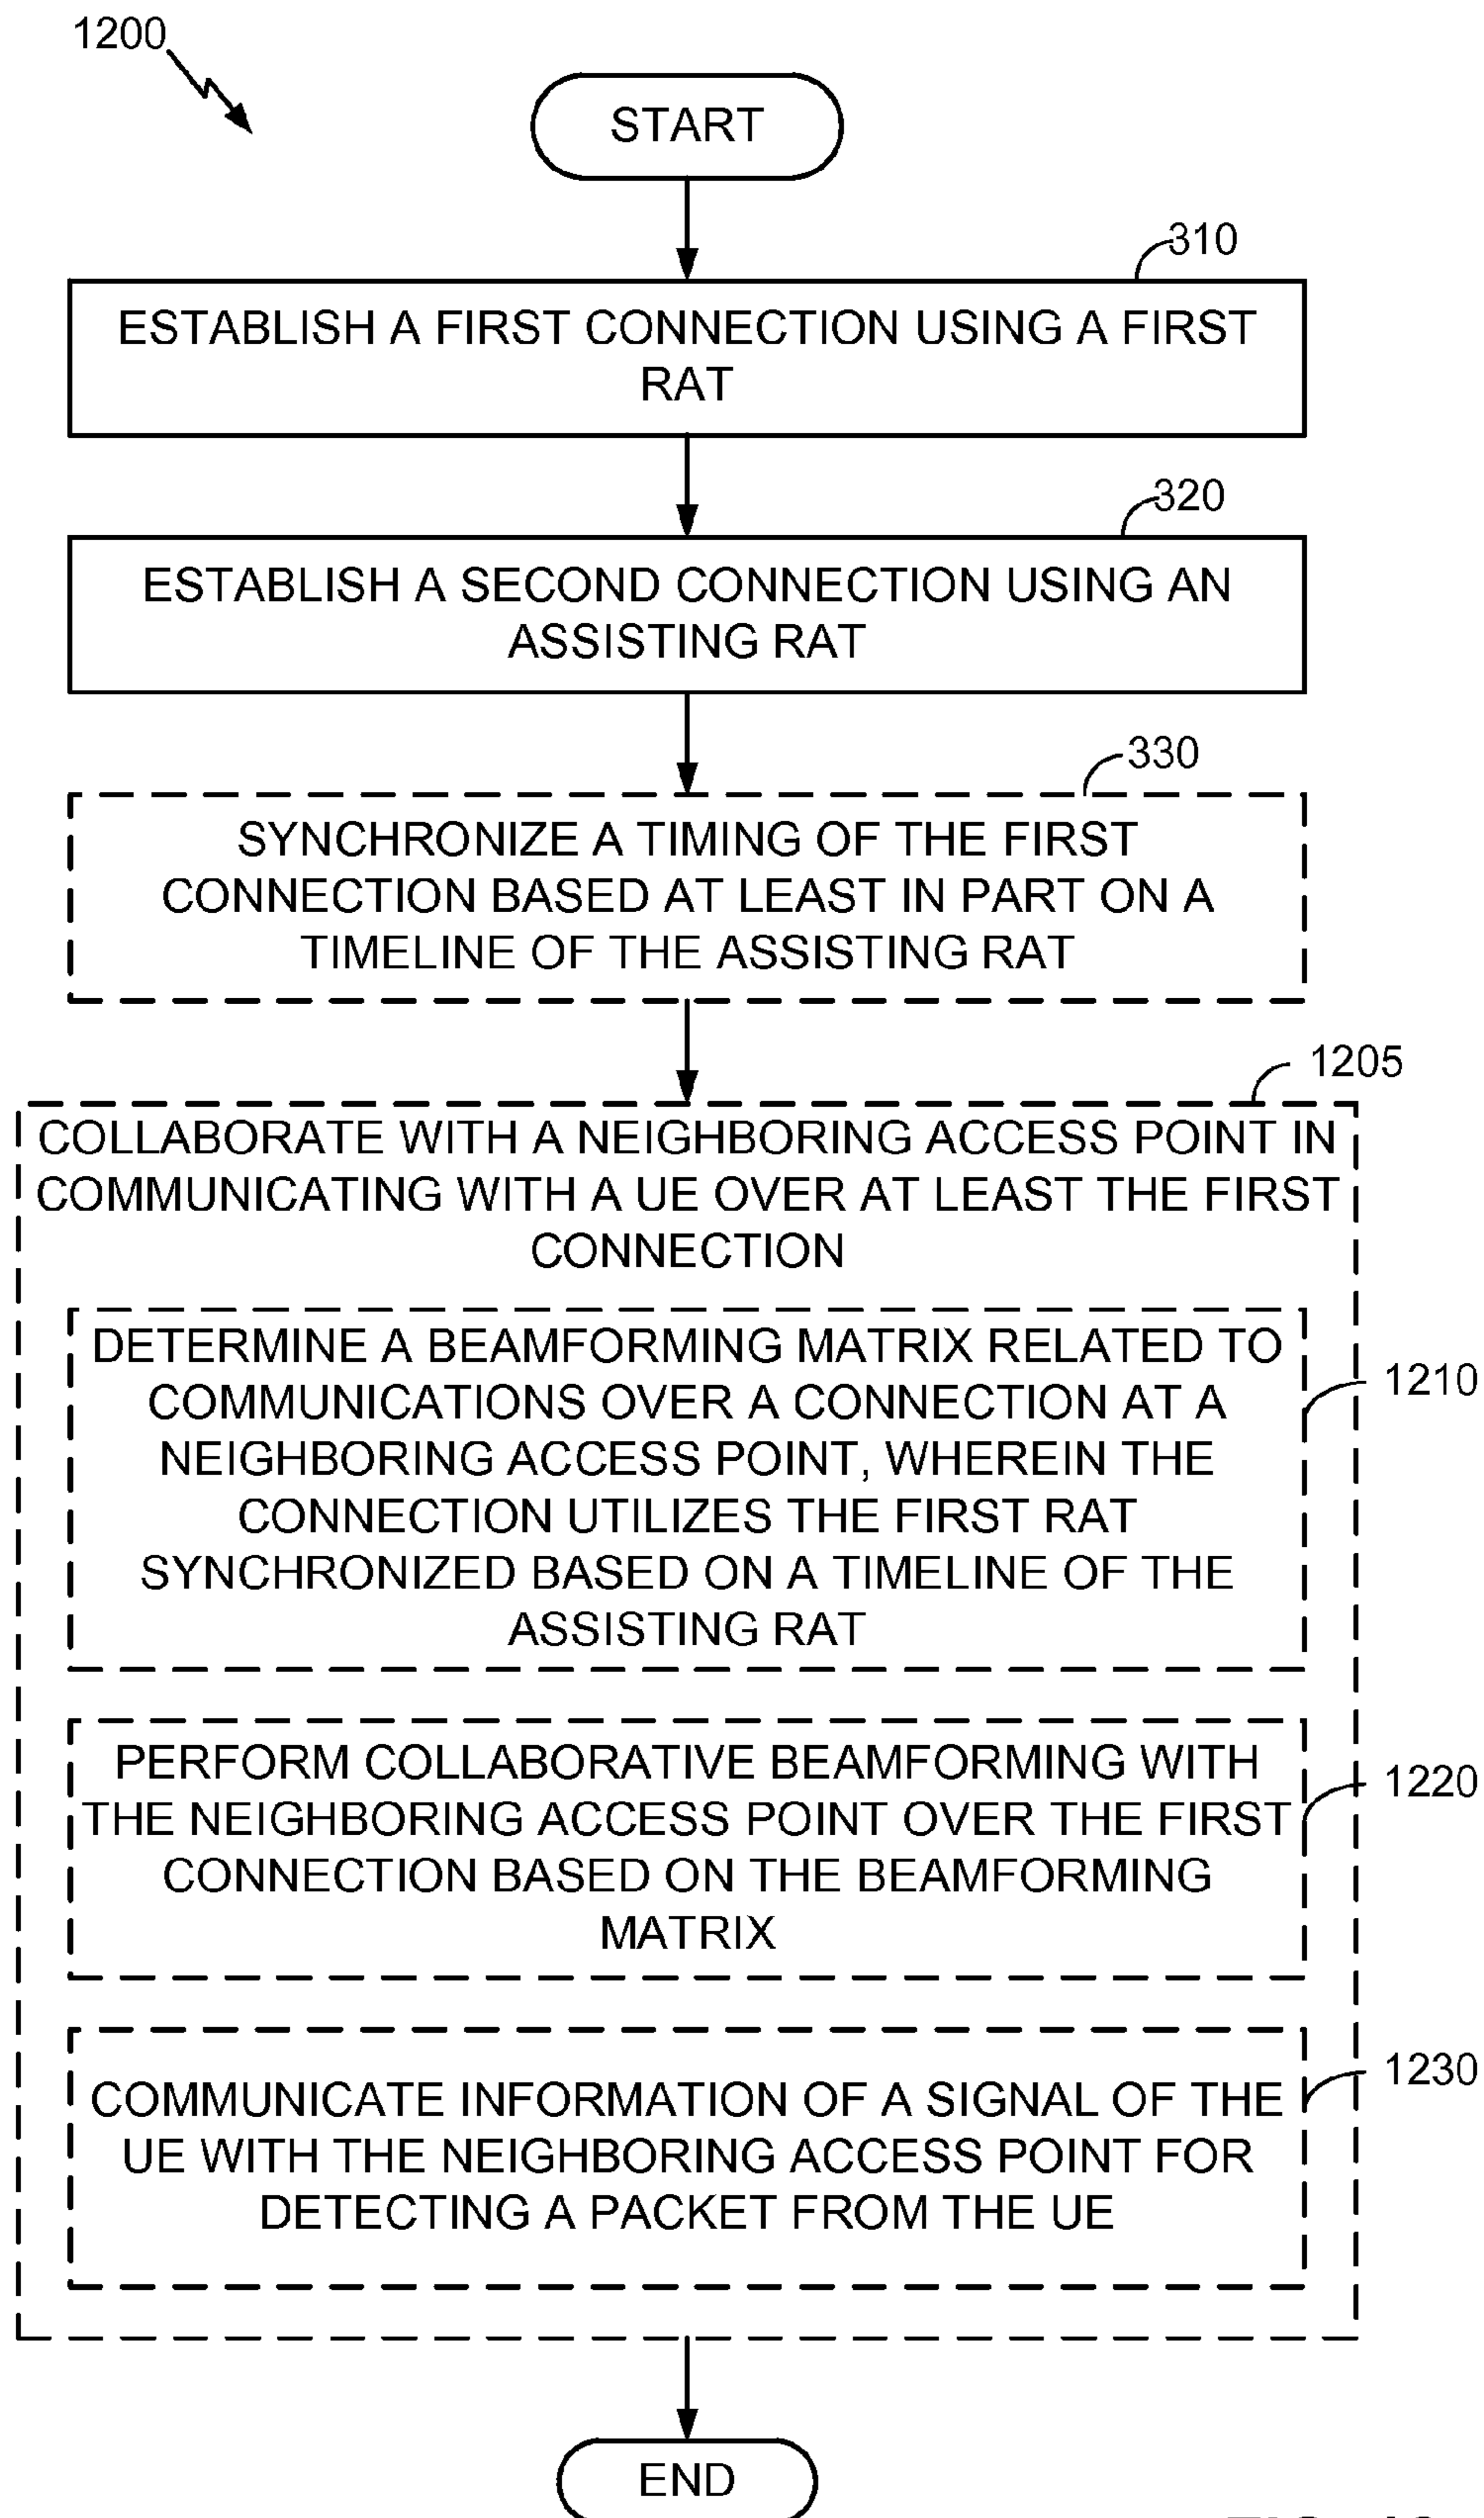 1200
START
310
ESTABLISH A FIRST CONNECTION USING A FIRST
RAT
320
ESTABLISH A SECOND CONNECTION USING AN
ASSISTING RAT
330
SYNCHRONIZE A TIMING OF THE FIRST
CONNECTION BASED AT LEAST IN PART ON A
TIMELINE OF THE ASSISTING RAT
1205
COLLABORATE WITH A NEIGHBORING ACCESS POINT IN
COMMUNICATING WITH A UE OVER AT LEAST THE FIRST
CONNECTION
DETERMINE A BEAMFORMING MATRIX RELATED TO
COMMUNICATIONS OVER A CONNECTION AT A
NEIGHBORING ACCESS POINT, WHEREIN THE
CONNECTION UTILIZES THE FIRST RAT
SYNCHRONIZED BASED ON A TIMELINE OF THE
ASSISTING RAT
1210
PERFORM COLLABORATIVE BEAMFORMING WITH
THE NEIGHBORING ACCESS POINT OVER THE FIRST
CONNECTION BASED ON THE BEAMFORMING
MATRIX
1220
COMMUNICATE INFORMATION OF A SIGNAL OF THE
UE WITH THE NEIGHBORING ACCESS POINT FOR
DETECTING A PACKET FROM THE UE
1230
END